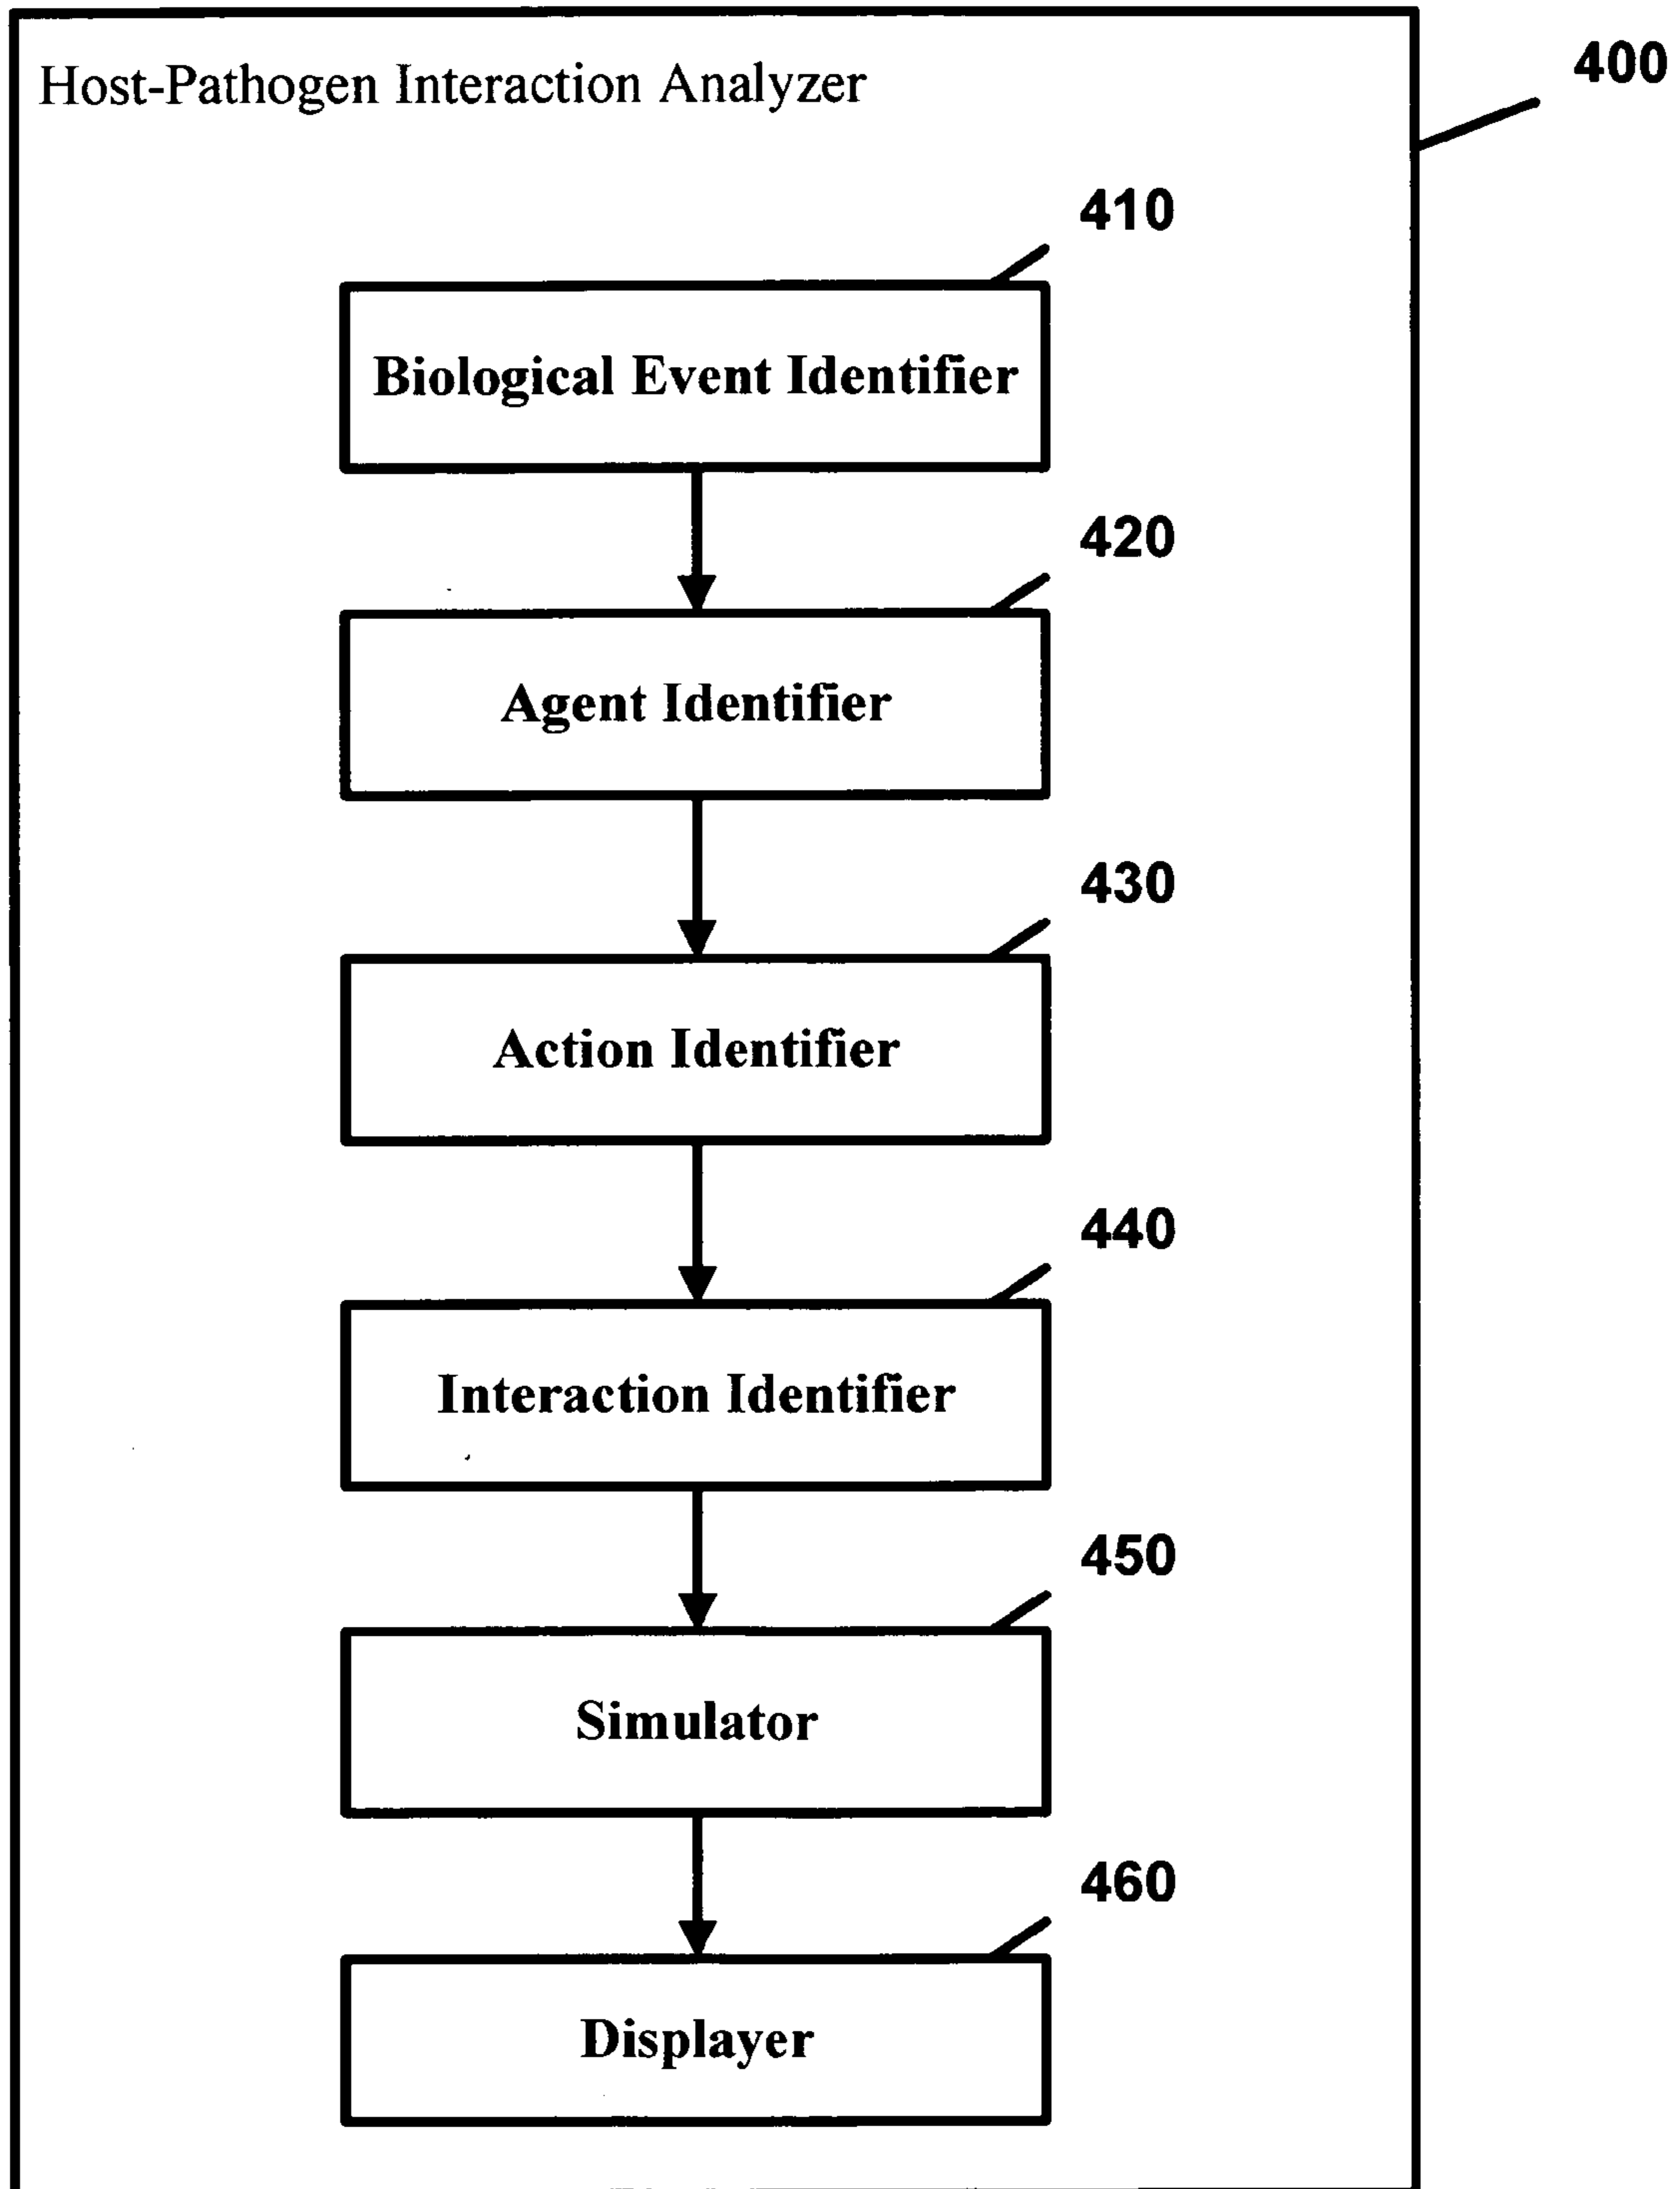 Host-Pathogen Interaction Analyzer
400
410
Biological Event Identifier
420
Agent Identifier
430
Action Identifier
440
Interaction Identifier
450
Simulator
460
Displayer